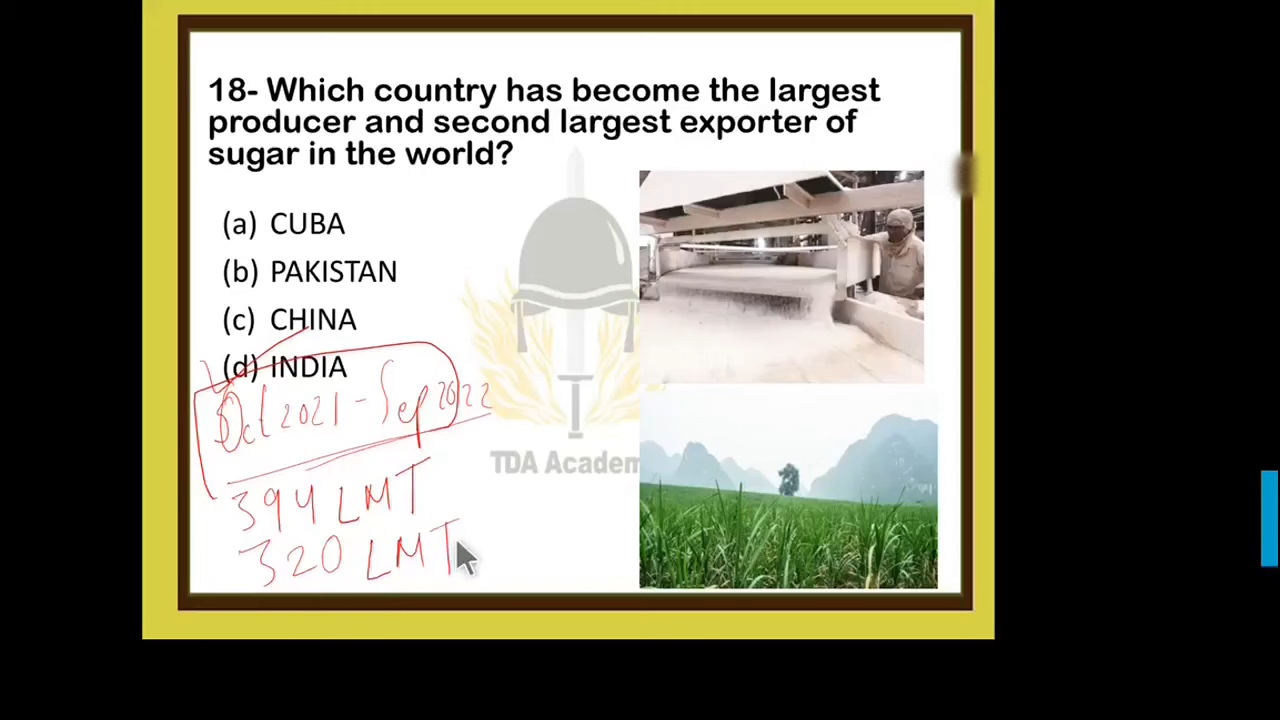 18- Which country has become the largest
producer and second largest exporter of
sugar in the world?
(a) CUBA
(b) PAKISTAN
(c) CHINA
(d) INDIA
Oct 2021 - Sep 2022
TDA Academ
394 LMT
320 LMT